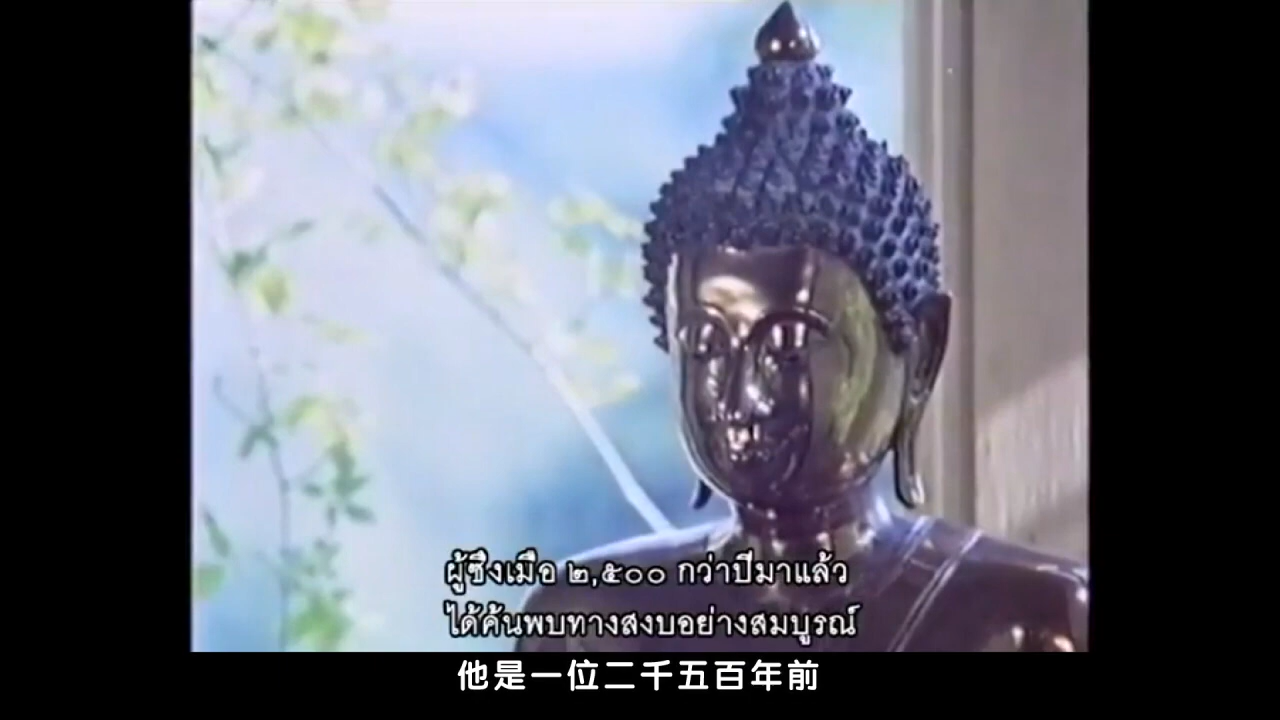 ผู้ซึ่งเมื่อ ๒,๕๐๐ กว่าปีมาแล้ว
ได้ค้นพบทางสงบอย่างสมบูรณ์
他是一位二千五百年前